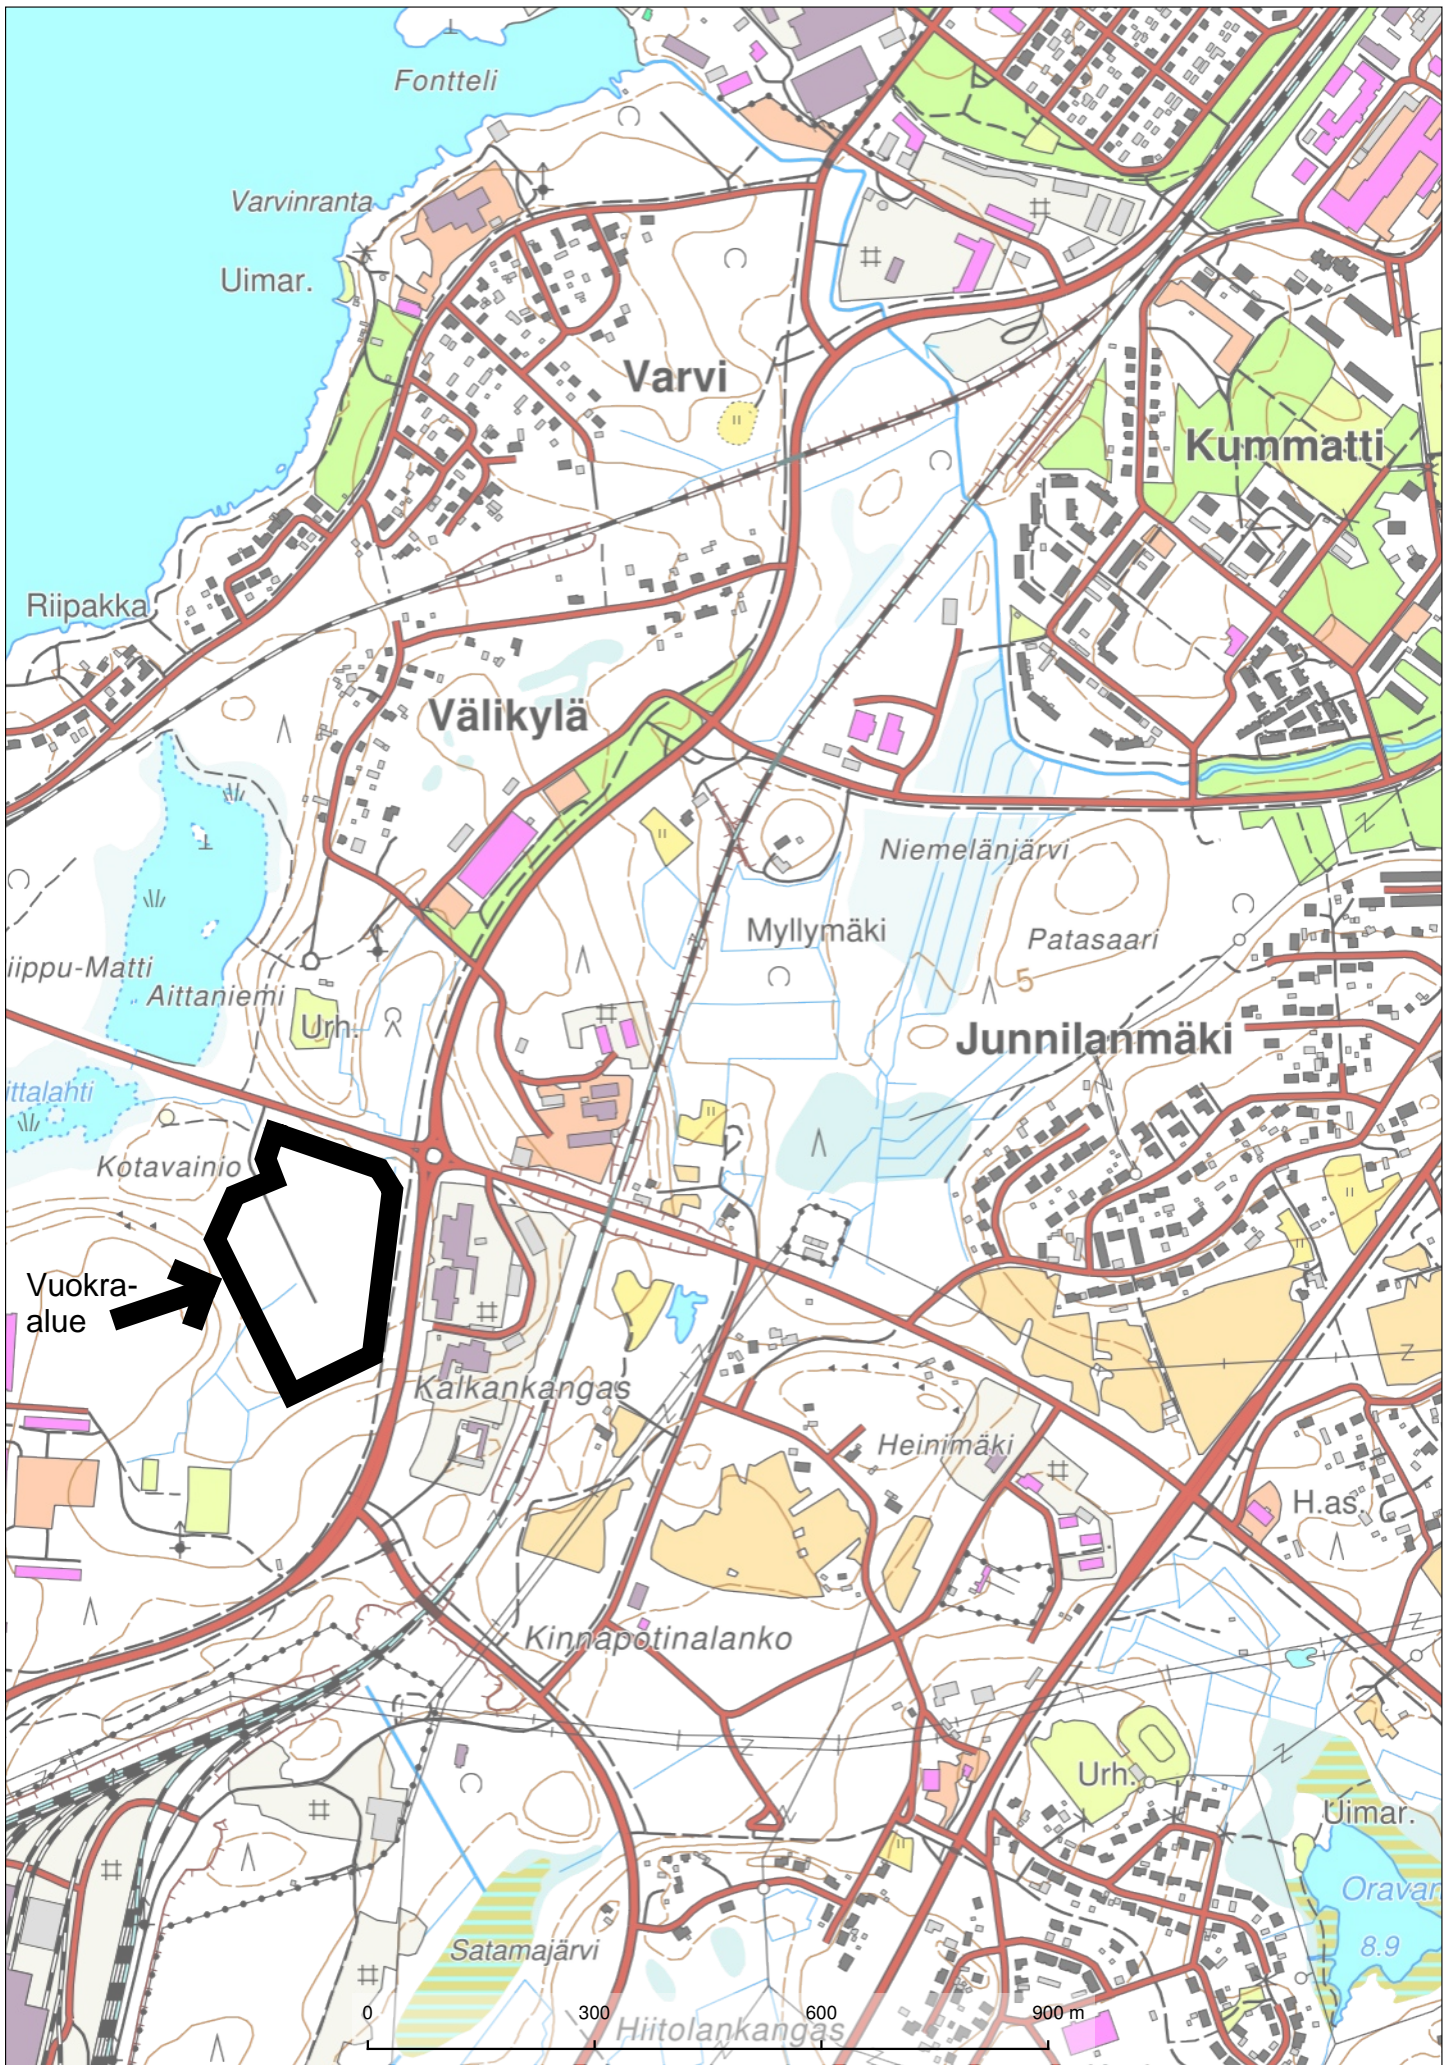 Fontteli
Varvinranta
Uimar.
Varvi
Kummatti
Riipakka
Välikylä
Niemelänjärvi
Myllymäki
Patasaari
iippu-Matti
Aittaniemi
5
Urh.
Junnilanmäki
ittalahti
Kotavainio
Vuokra-
alue
Kalkankangas
Heinimäki
H.as.
Kinnapotinalanko
Urh.
Uimar.
Oravan
8.9
Satamajärvi
0 300 600 900 m
Hiitolankangas